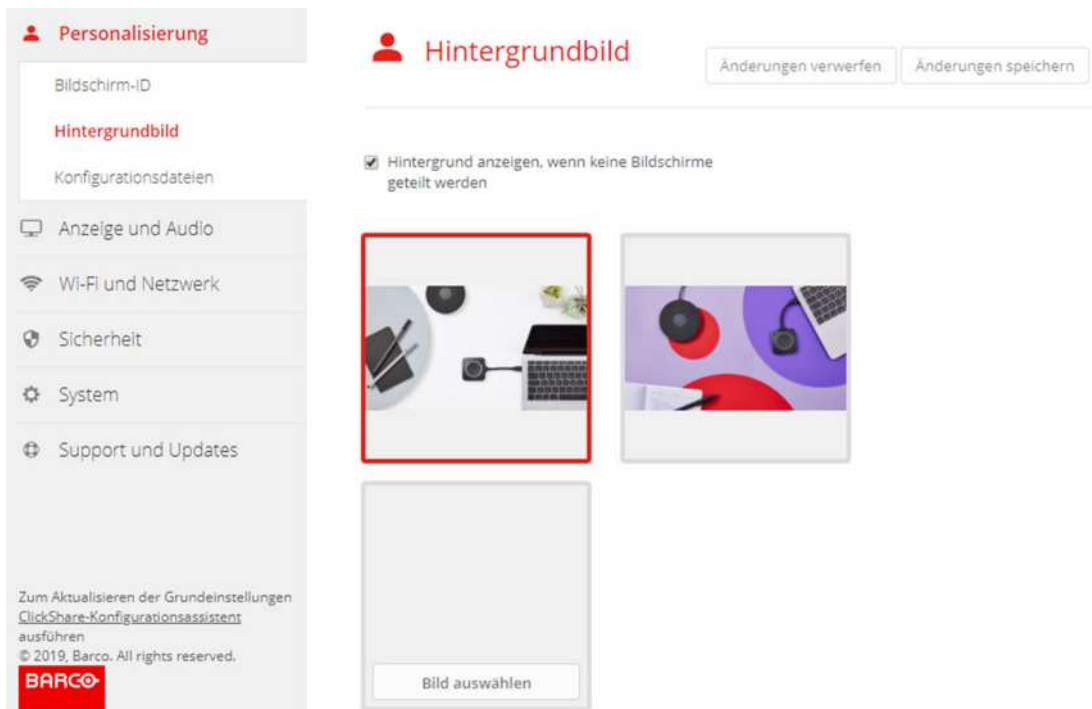 Personalisierung
Bildschirm-ID
Hintergrundbild
Konfigurationsdateien
Anzeige und Audio
Wi-Fi und Netzwerk
Sicherheit
System
Support und Updates
Zum Aktualisieren der Grundeinstellungen
ClickShare-Konfigurationsassistent
ausführen
© 2019, Barco. All rights reserved.
BARCO
Hintergrundbild
Änderungen verwerfen
Änderungen speichern
Hintergrund anzeigen, wenn keine Bildschirme
geteilt werden
Bild auswählen